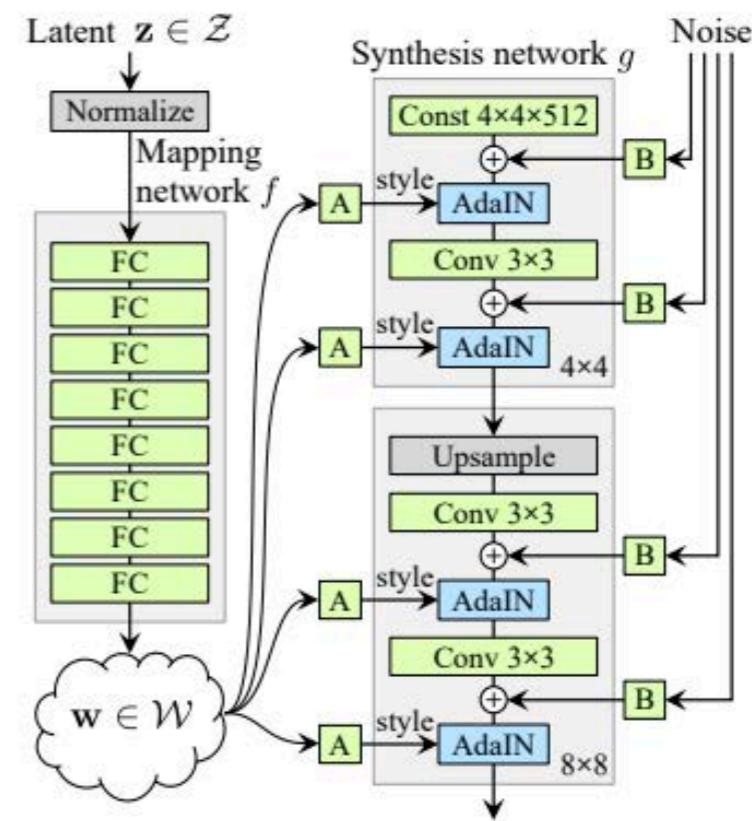 Latent z ∈ Z
Normalize
Mapping
network f
FC
FC
FC
FC
FC
FC
FC
FC
w ∈ W
Synthesis network g
Noise
Const 4×4×512
B
A
style
AdaIN
Conv 3×3
B
A
style
AdaIN
4×4
Upsample
Conv 3×3
B
A
style
AdaIN
Conv 3×3
B
A
style
AdaIN
8×8